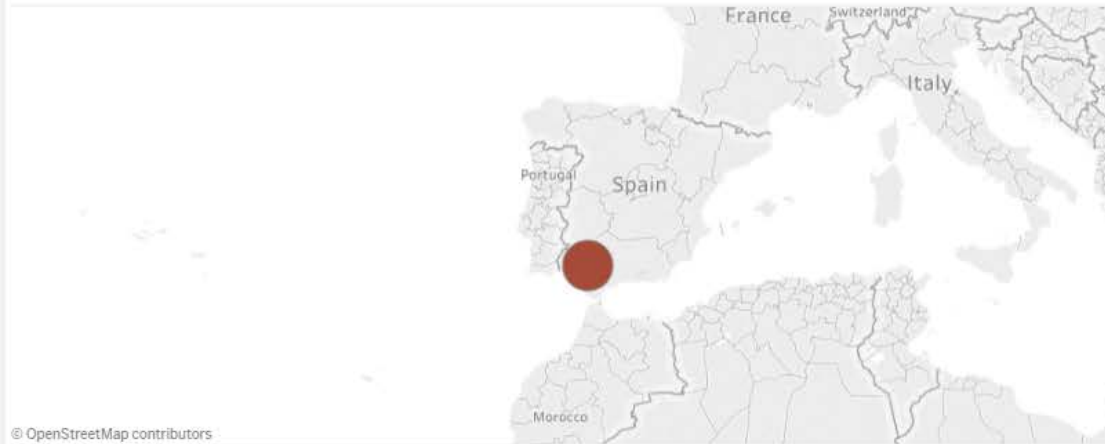 France
Switzerland
Italy
Portugal
Spain
Morocco
© OpenStreetMap contributors